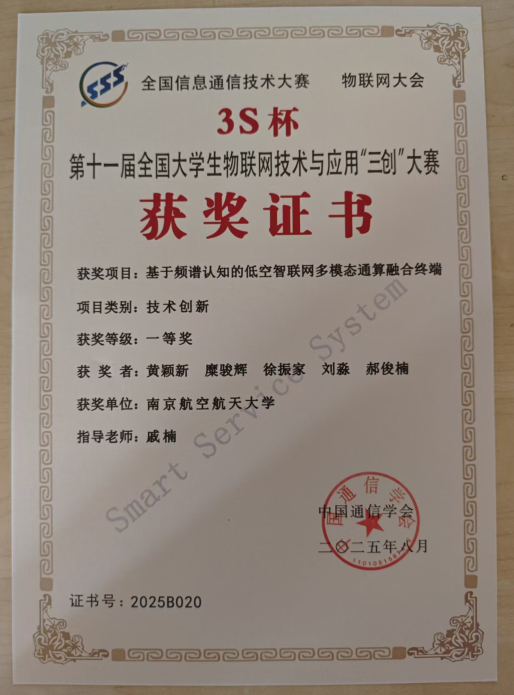 SSS 全国信息通信技术大赛 物联网大会
3S杯
第十一届全国大学生物联网技术与应用“三创”大赛
获奖证书
获奖项目：基于频谱认知的低空智联网多模态通算融合终端
项目类别：技术创新
获奖等级：一等奖
获 奖 者：黄颖新 糜骏辉 徐振家 刘淼 郝俊楠
获奖单位：南京航空航天大学
指导老师：戚楠
Smart Service System
中国通信学会
中国通信学会
二〇二五年八月
证书号：2025B020